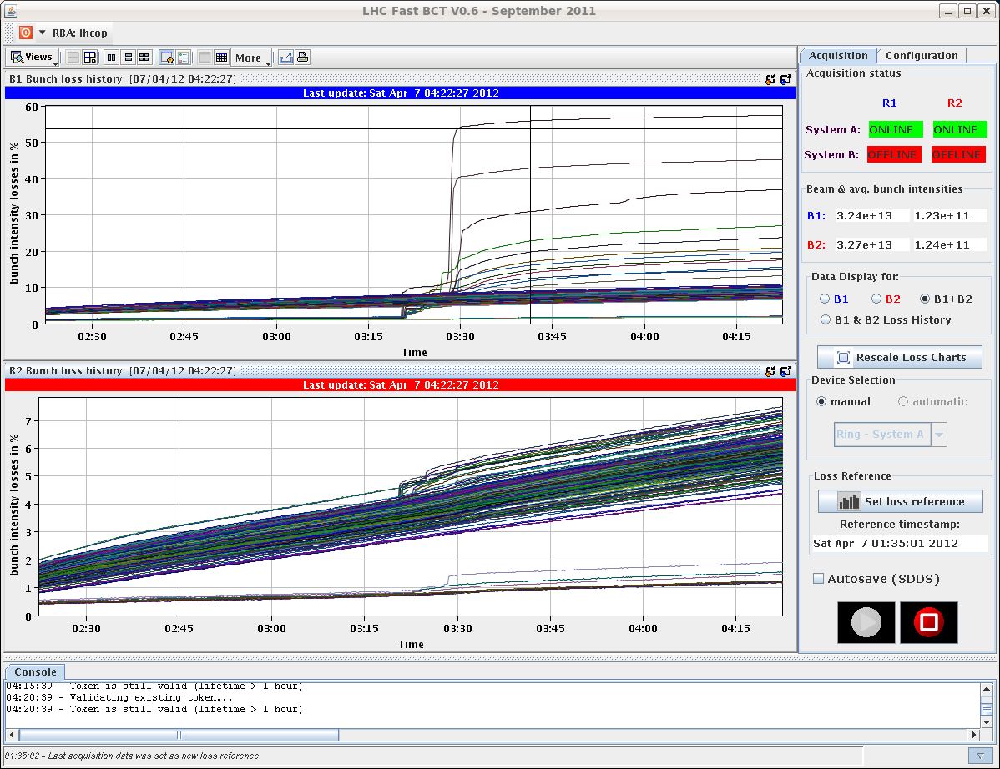 LHC Fast BCT V0.6 - September 2011
RBA: lhcop
Views
More
B1 Bunch loss history [07/04/12 04:22:27]
Last update: Sat Apr 7 04:22:27 2012
bunch intensity losses in %
60
50
40
30
20
10
0
02:30 02:45 03:00 03:15 03:30 03:45 04:00 04:15
Time
B2 Bunch loss history [07/04/12 04:22:27]
Last update: Sat Apr 7 04:22:27 2012
bunch intensity losses in %
7
6
5
4
3
2
1
0
02:30 02:45 03:00 03:15 03:30 03:45 04:00 04:15
Time
Acquisition Configuration
Acquisition status
R1 R2
System A: ONLINE ONLINE
System B: OFFLINE OFFLINE
Beam & avg. bunch intensities
B1: 3.24e+13 1.23e+11
B2: 3.27e+13 1.24e+11
Data Display for:
B1 B2 B1+B2
B1 & B2 Loss History
Rescale Loss Charts
Device Selection
manual automatic
Ring - System A
Loss Reference
Set loss reference
Reference timestamp:
Sat Apr 7 01:35:01 2012
Autosave (SDDS)
Console
04:15:39 - Token is still valid (lifetime > 1 hour)
04:20:39 - Validating existing token...
04:20:39 - Token is still valid (lifetime > 1 hour)
01:35:02 - Last acquisition data was set as new loss reference.